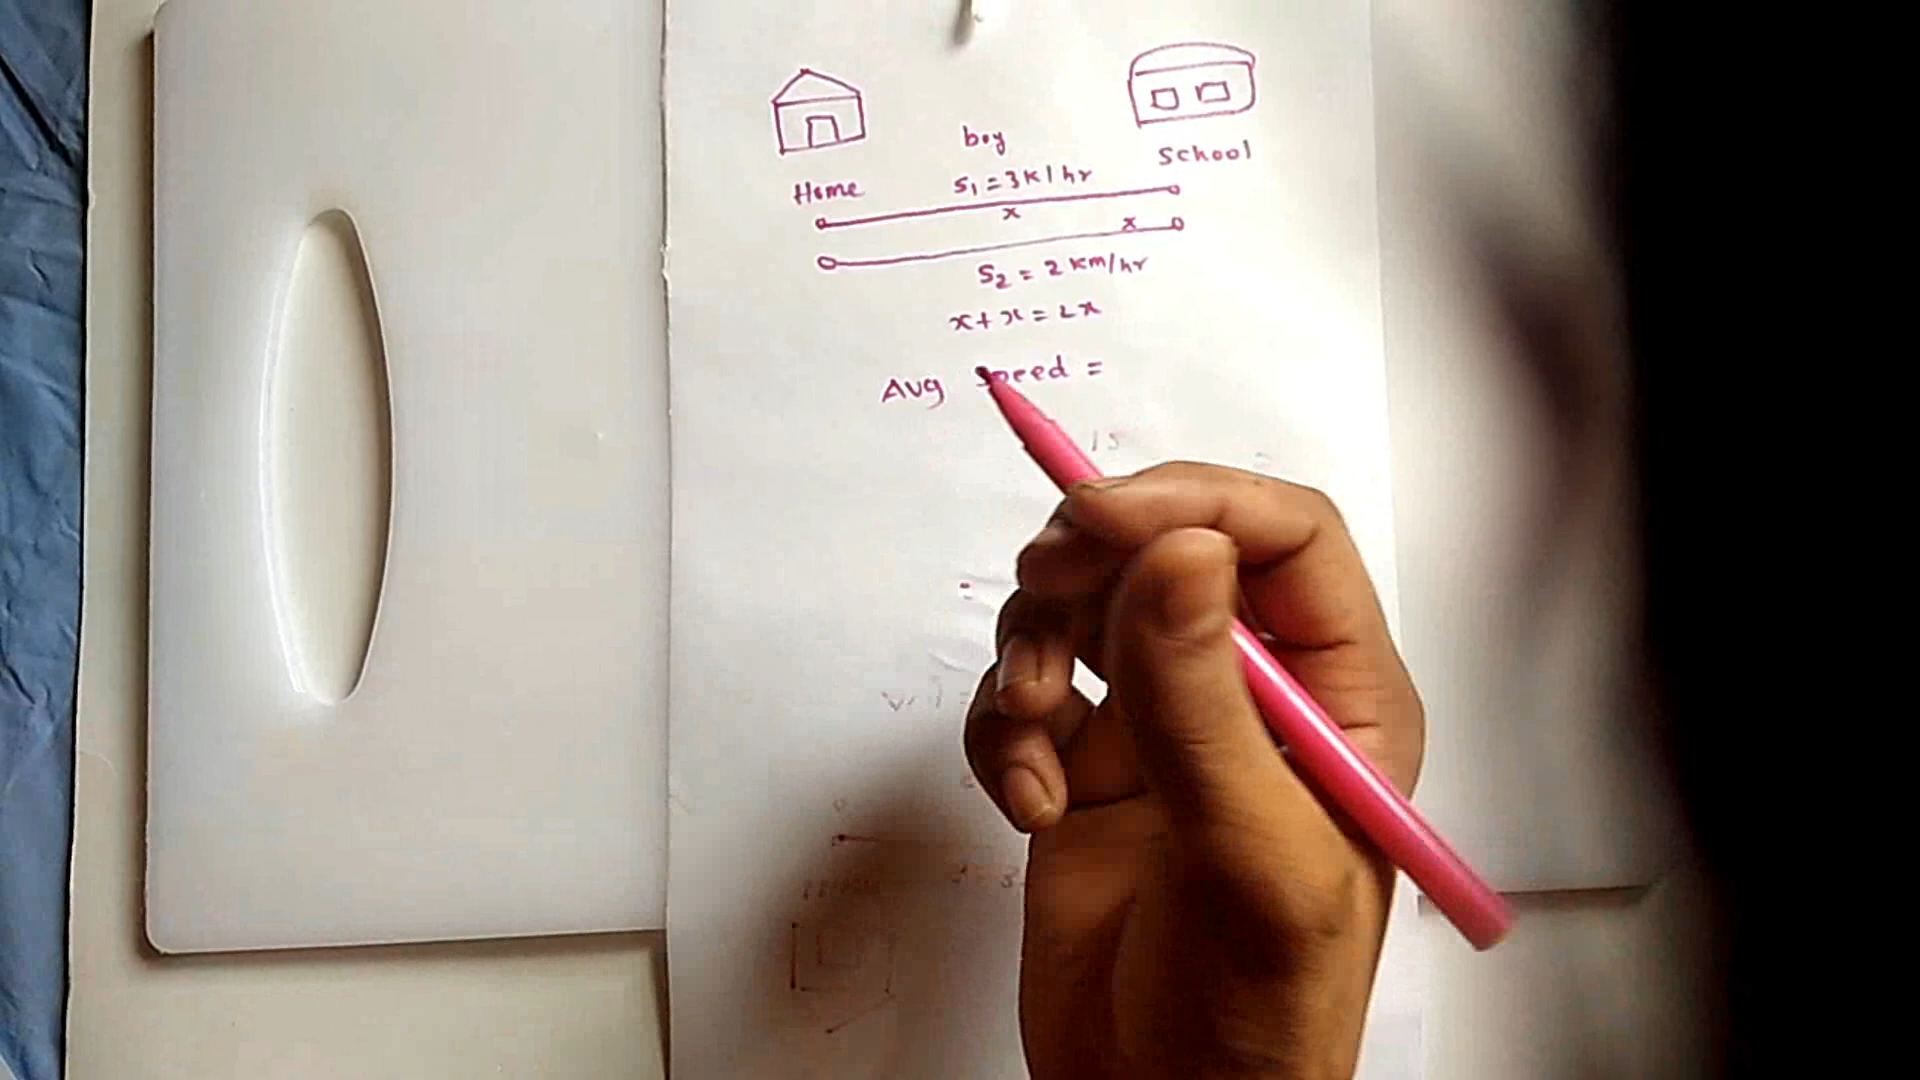 boy
School
Home
S₁ = 3K/hr
x
x
S₂ = 2 km/hr
x + x = 2x
Avg Speed =